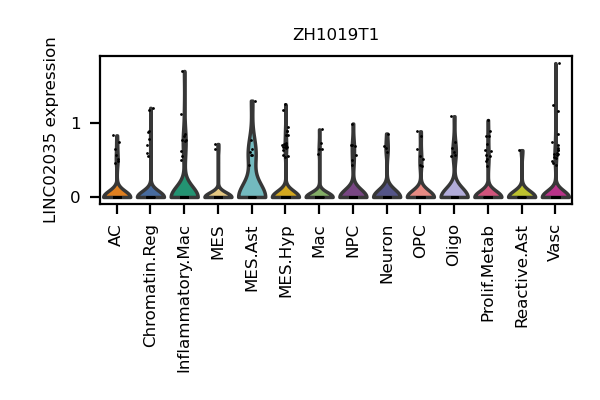 ZH1019T1
LINC02035 expression
1
0
AC
Chromatin.Reg
Inflammatory.Mac
MES
MES.Ast
MES.Hyp
Mac
NPC
Neuron
OPC
Oligo
Prolif.Metab
Reactive.Ast
Vasc